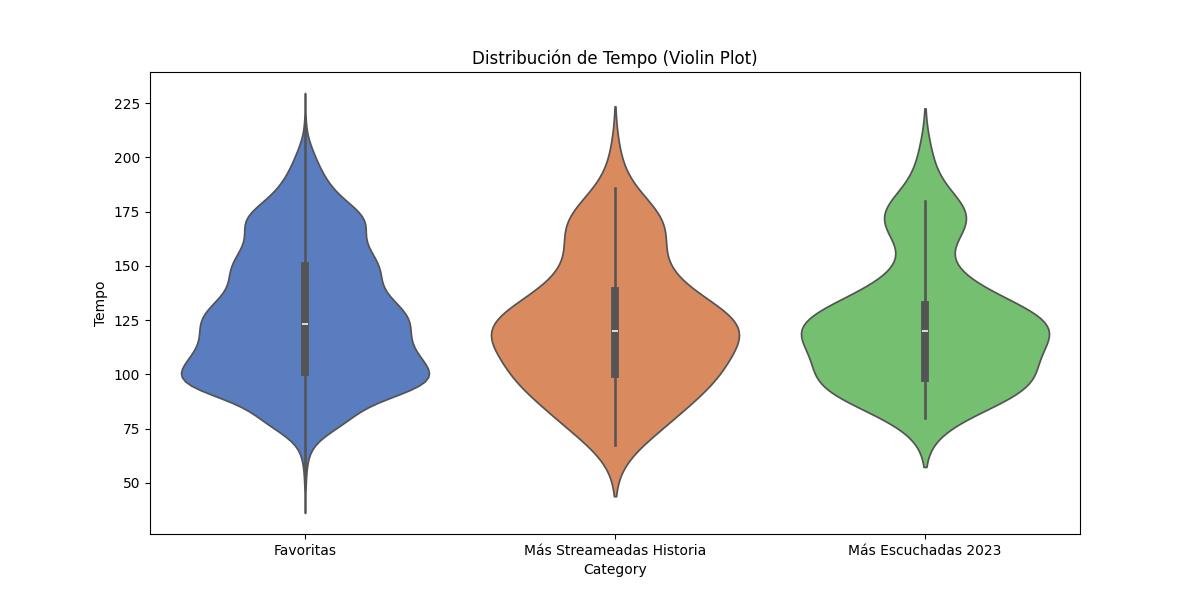 Distribución de Tempo (Violin Plot)
225
200
175
150
125
100
75
50
Tempo
Favoritas
Más Streameadas Historia
Más Escuchadas 2023
Category